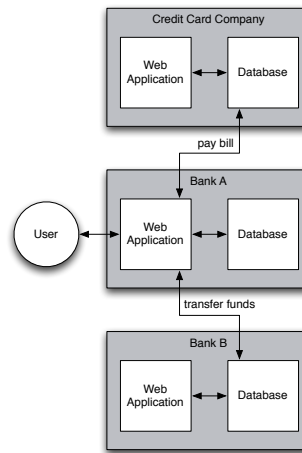 Credit Card Company
Web
Application
Database
pay bill
Bank A
User
Web
Application
Database
transfer funds
Bank B
Web
Application
Database